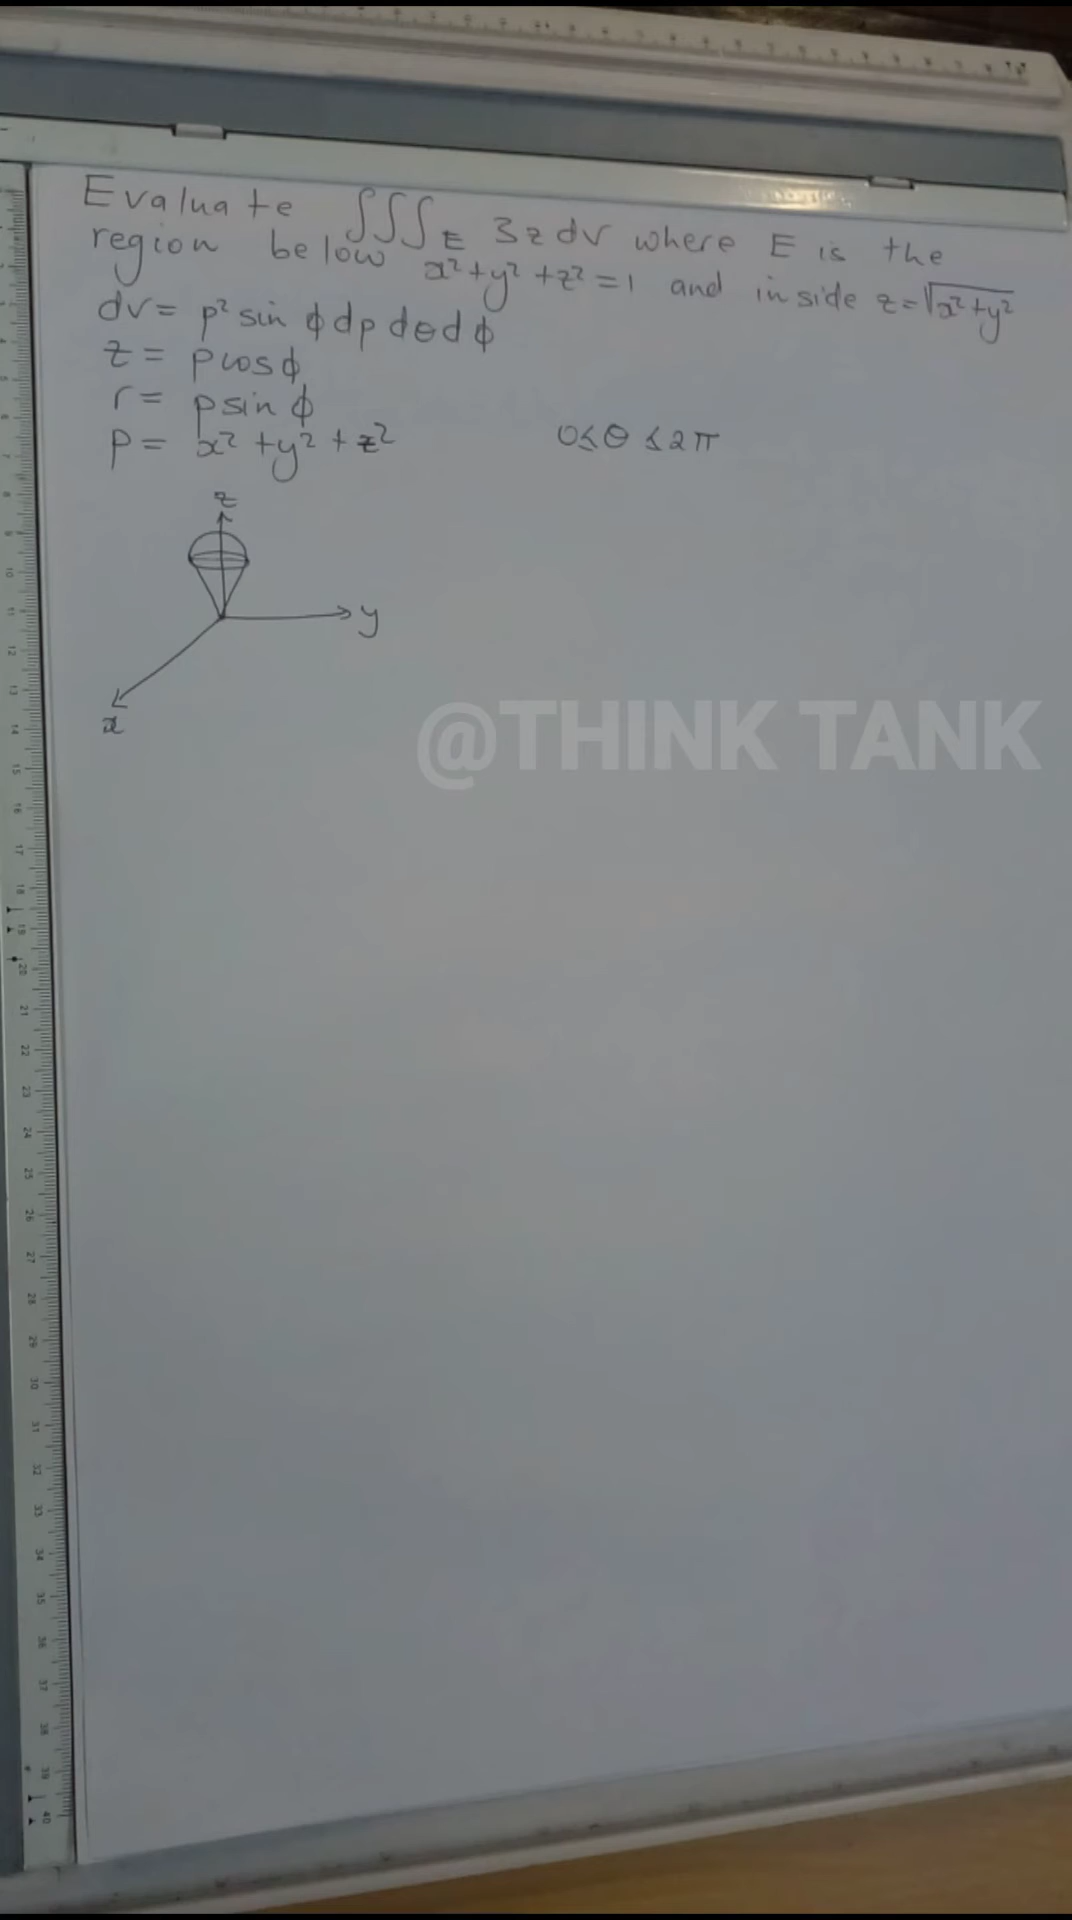 Evaluate ∭_E 3z dv where E is the
region below x²+y²+z²=1 and inside z=√(x²+y²)
dv= ρ² sin ϕ dρ dθ dϕ
z= ρcosϕ
r= ρsin ϕ
ρ= x²+y²+z² 0≤θ≤2π
z
y
x
@THINK TANK